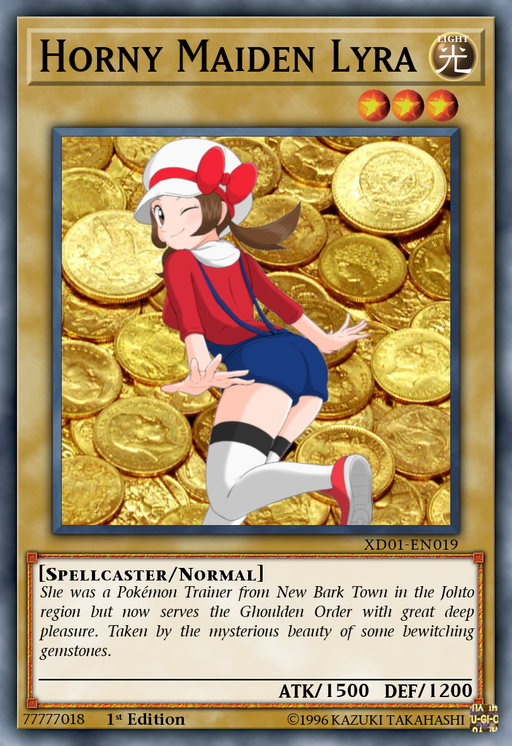 HORNY MAIDEN LYRA
LIGHT
光
XD01-EN019
[SPELLCASTER/NORMAL]
She was a Pokémon Trainer from New Bark Town in the Johto
region but now serves the Ghoulden Order with great deep
pleasure. Taken by the mysterious beauty of some bewitching
gemstones.
ATK/1500 DEF/1200
77777018 1st Edition ©1996 KAZUKI TAKAHASHI